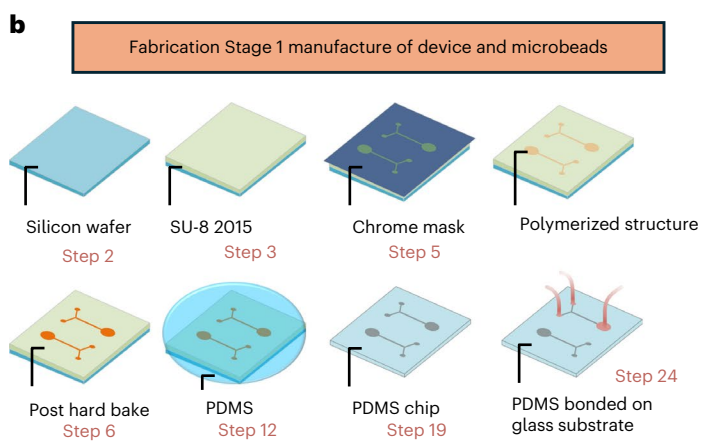 b
Fabrication Stage 1 manufacture of device and microbeads
Silicon wafer
Step 2
SU-8 2015
Step 3
Chrome mask
Step 5
Polymerized structure
Post hard bake
Step 6
PDMS
Step 12
PDMS chip
Step 19
Step 24
PDMS bonded on
glass substrate